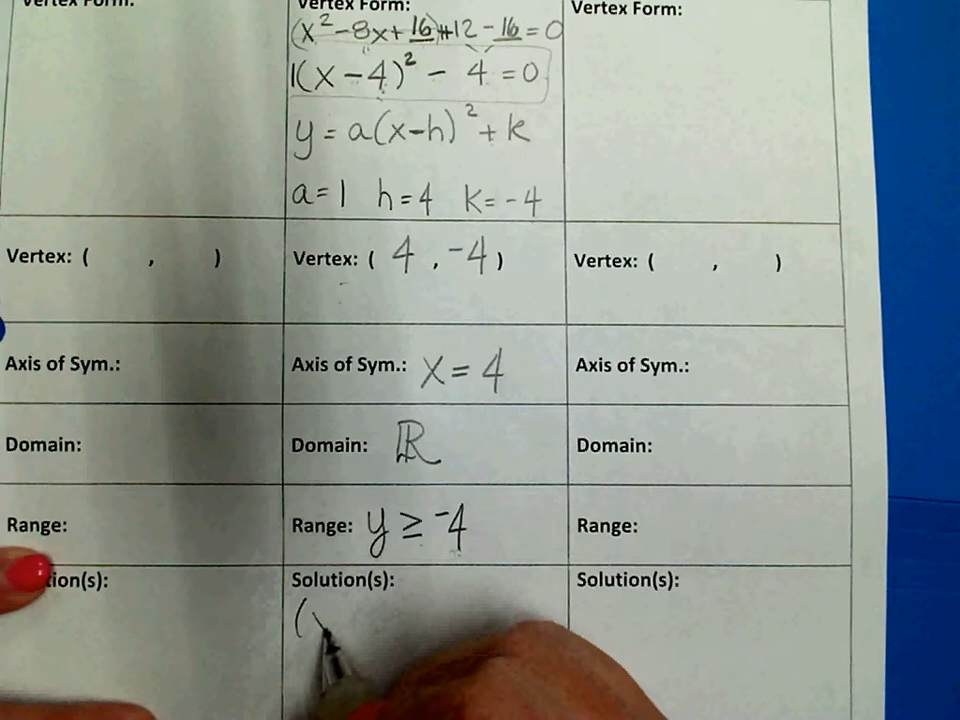 Vertex Form:
Vertex Form:
Vertex Form:
(x² - 8x + 16) + 12 - 16 = 0
1(x - 4)² - 4 = 0
y = a(x-h)² + k
a = 1 h = 4 k = -4
Vertex: ( , )
Vertex: ( 4 , -4 )
Vertex: ( , )
Axis of Sym.:
Axis of Sym.: x = 4
Axis of Sym.:
Domain:
Domain: ℝ
Domain:
Range:
Range: y ≥ -4
Range:
tion(s):
Solution(s):
Solution(s):
(